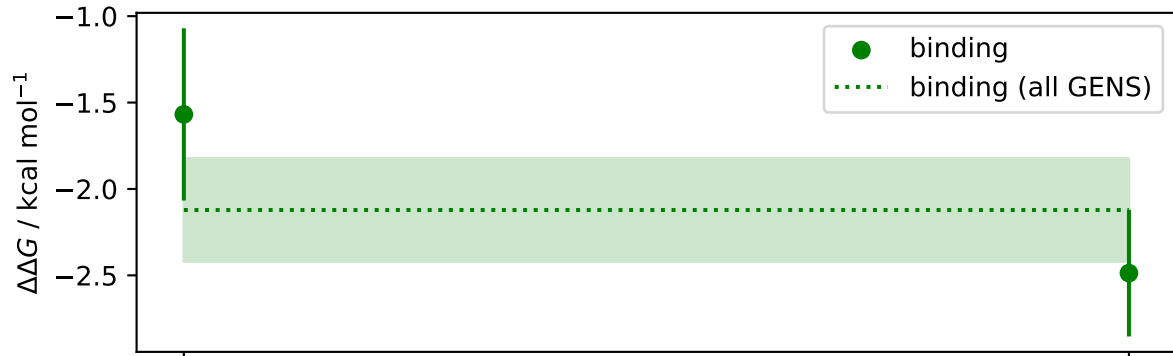 −1.0
−1.5
−2.0
−2.5
ΔΔG / kcal mol⁻¹
binding
binding (all GENS)